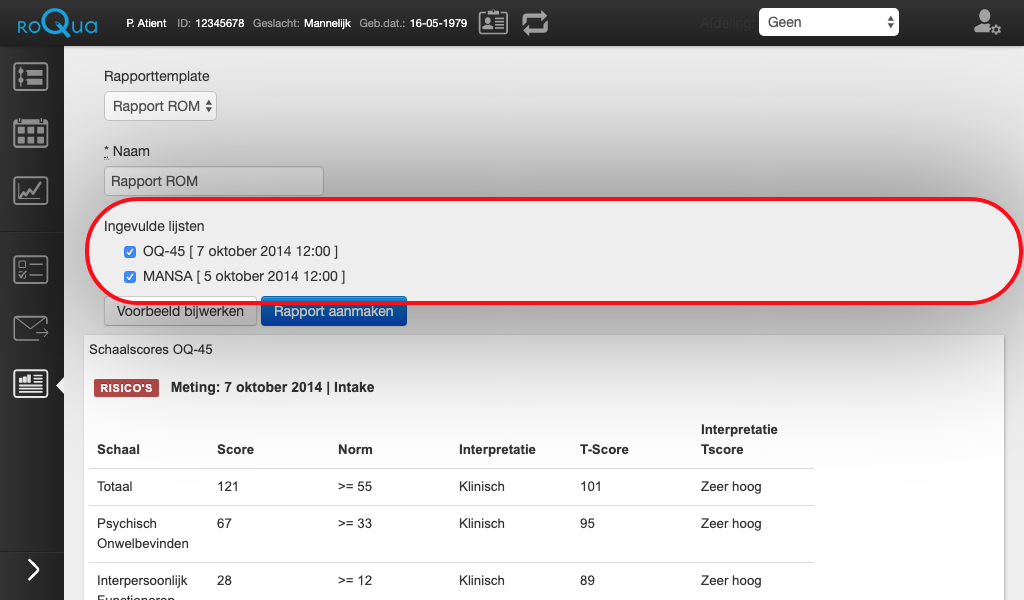 roQua P. Atient ID: 12345678 Geslacht: Mannelijk Geb.dat.: 16-05-1979 Afdeling: Geen
Rapporttemplate
Rapport ROM
* Naam
Rapport ROM
Ingevulde lijsten
OQ-45 [ 7 oktober 2014 12:00 ]
MANSA [ 5 oktober 2014 12:00 ]
Voorbeeld bijwerken Rapport aanmaken
Schaalscores OQ-45
RISICO'S Meting: 7 oktober 2014 | Intake
Schaal Score Norm Interpretatie T-Score Interpretatie Tscore
Totaal 121 >= 55 Klinisch 101 Zeer hoog
Psychisch Onwelbevinden 67 >= 33 Klinisch 95 Zeer hoog
Interpersoonlijk Functioneren 28 >= 12 Klinisch 89 Zeer hoog